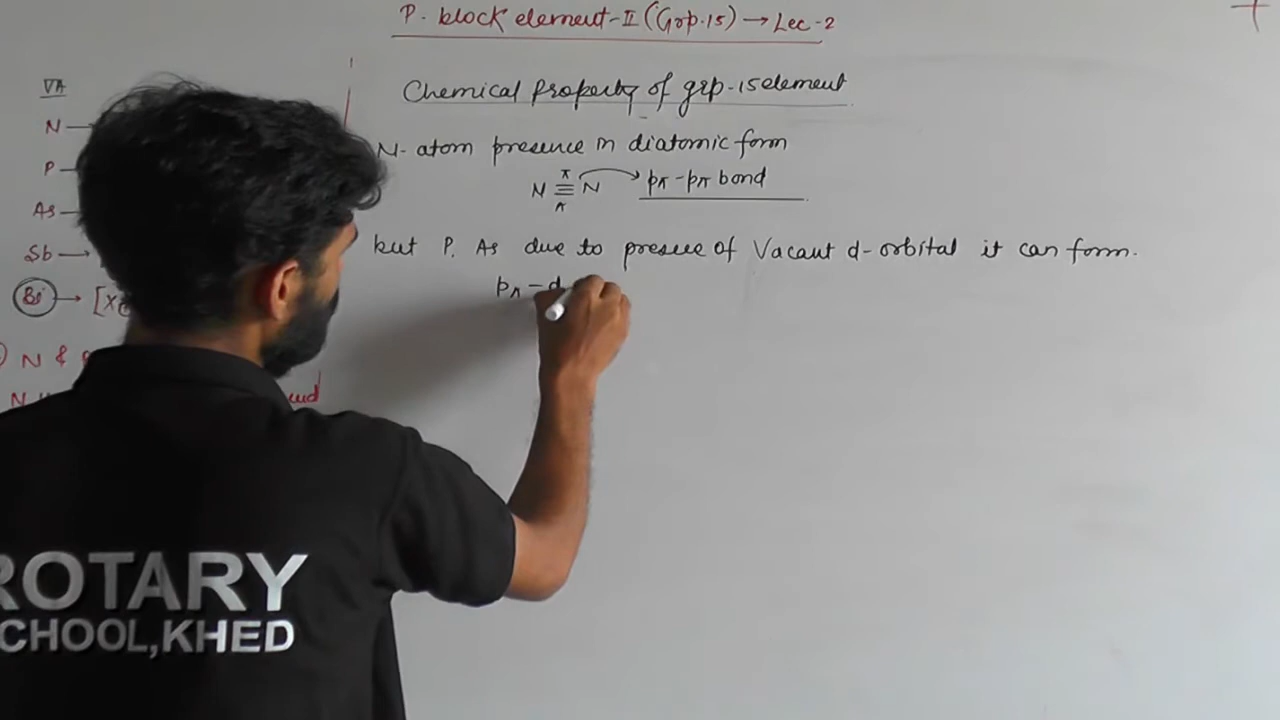 P. block element-II (Grp.15) → Lec-2
VA
Chemical Property of grp-15 element
N →
N- atom presence in diatomic form
P →
π
N ≡ N → pπ-pπ bond
π
As →
but P. As due to presece of Vacant d-orbital it can form.
Sb →
pπ - d
Bi → [Xe
N &
N
ROTARY
CHOOL,KHED